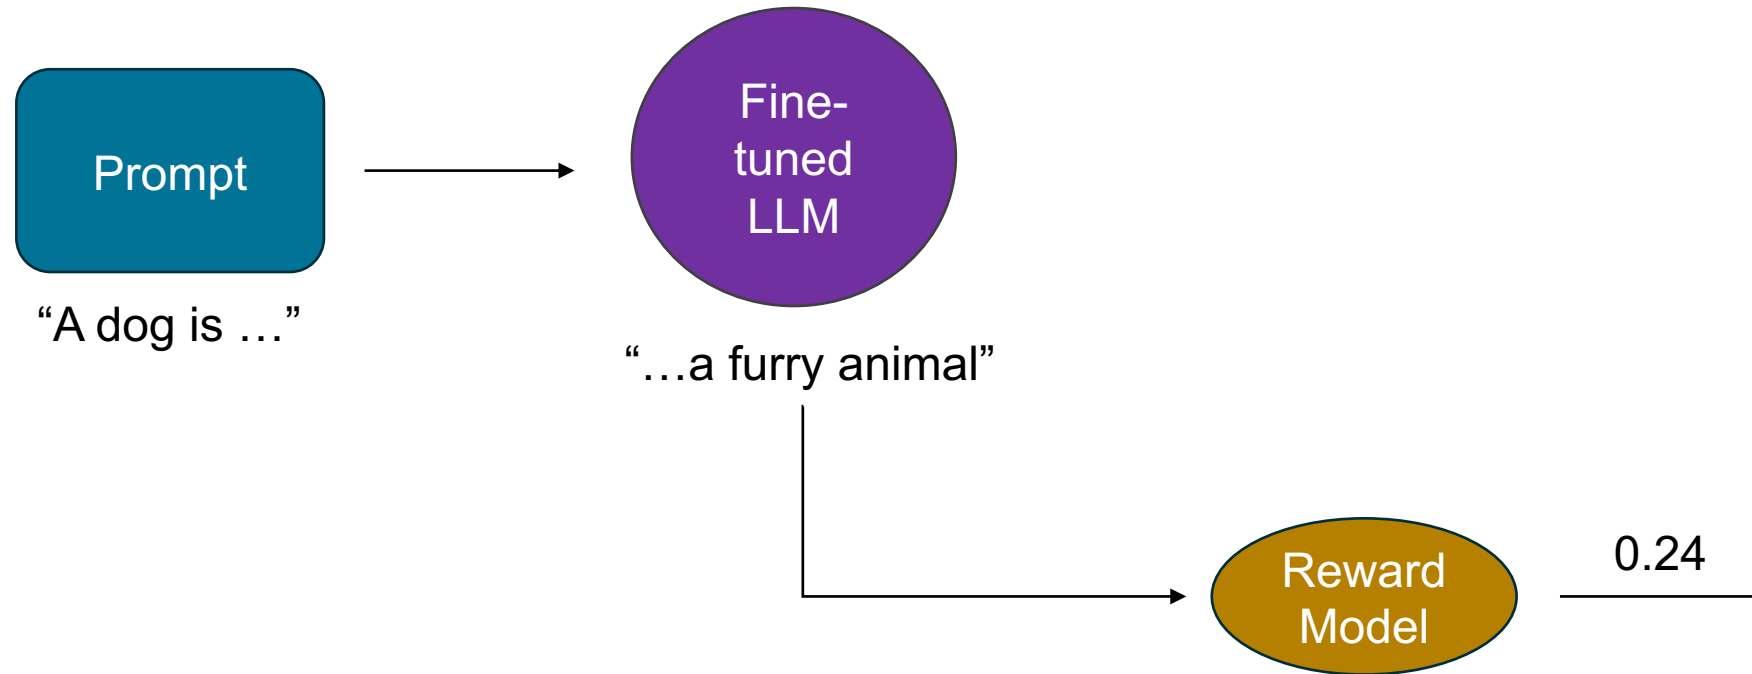 Prompt
“A dog is …”
Fine-
tuned
LLM
“…a furry animal”
Reward
Model
0.24